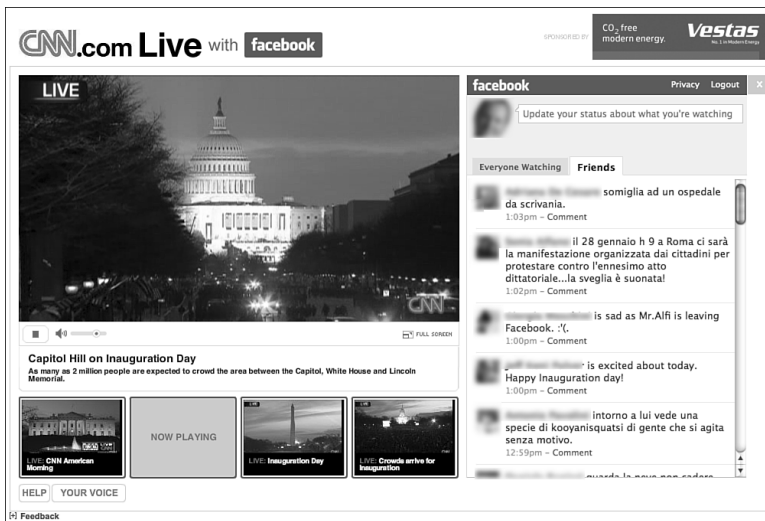 CNN.com Live with facebook
SPONSORED BY
CO2 free
modern energy.
Vestas
No. 1 in Modern Energy
LIVE
CNN
FULL SCREEN
Capitol Hill on Inauguration Day
As many as 2 million people are expected to crowd the area between the Capitol, White House and Lincoln
Memorial.
LIVE: CNN American
Morning
NOW PLAYING
LIVE
LIVE: Inauguration Day
LIVE
LIVE: Crowds arrive for
Inauguration
HELP
YOUR VOICE
[+] Feedback
facebook
Privacy Logout X
Update your status about what you're watching
Everyone Watching
Friends
somiglia ad un ospedale
da scrivania.
1:03pm – Comment
il 28 gennaio h 9 a Roma ci sarà
la manifestazione organizzata dai cittadini per
protestare contro l'ennesimo atto
dittatoriale...la sveglia è suonata!
1:02pm – Comment
is sad as Mr.Alfi is leaving
Facebook. :'(.
1:00pm – Comment
is excited about today.
Happy Inauguration day!
1:00pm – Comment
intorno a lui vede una
specie di kooyanisquatsi di gente che si agita
senza motivo.
12:59pm – Comment
guarda la neve non cadere